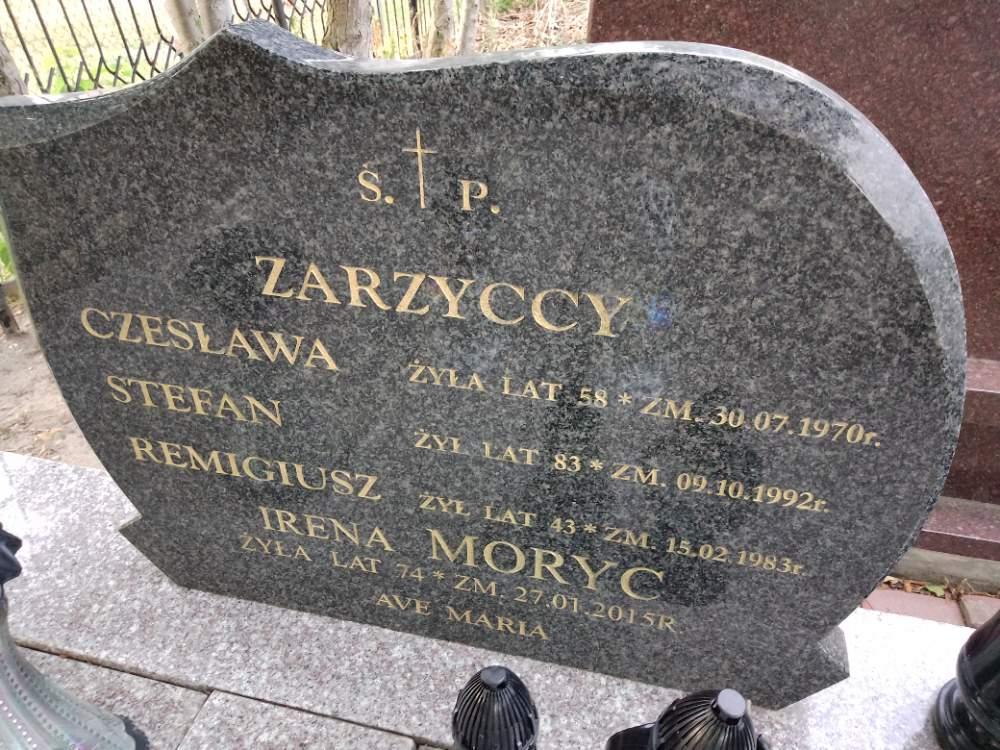 Ś. P.
ZARZYCCY
CZESŁAWA ŻYŁA LAT 58 * ZM. 30.07.1970r.
STEFAN ŻYŁ LAT 83 * ZM. 09.10.1992r.
REMIGIUSZ ŻYŁ LAT 43 * ZM. 15.02.1983r.
IRENA MORYC
ŻYŁA LAT 74 * ZM. 27.01.2015R.
AVE MARIA